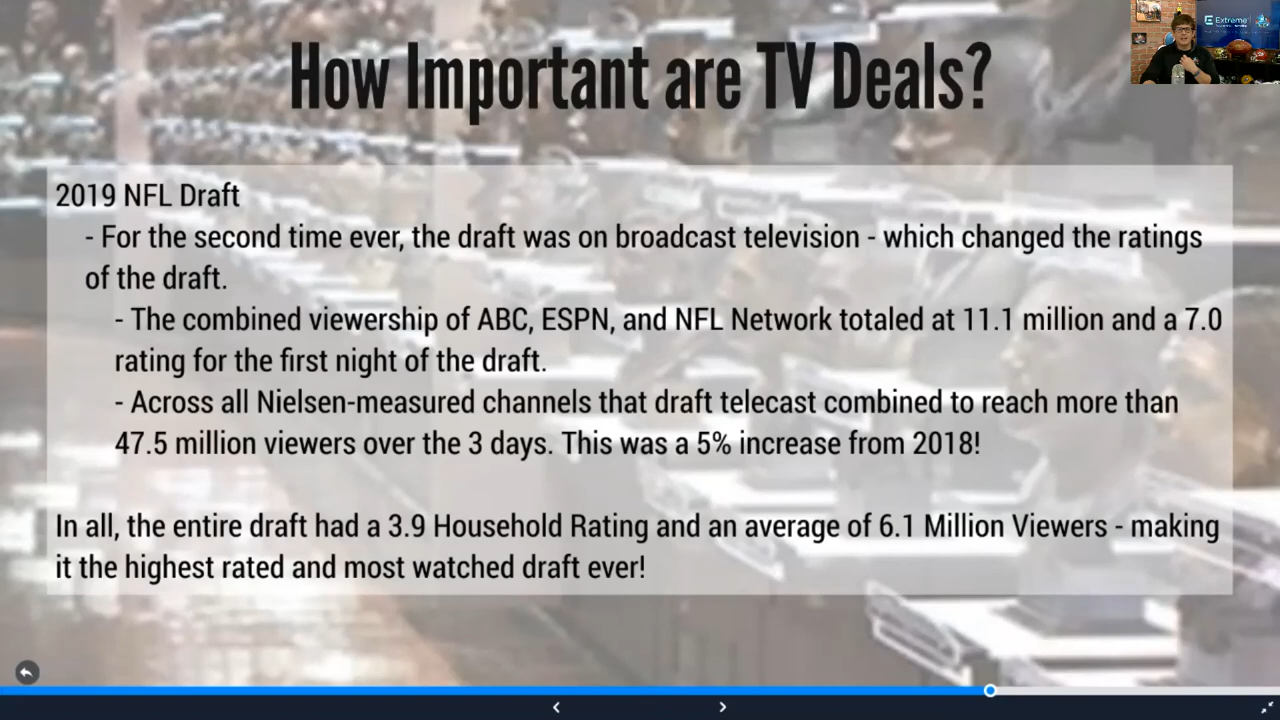 How Important are TV Deals?
Extreme
2019 NFL Draft
- For the second time ever, the draft was on broadcast television - which changed the ratings
of the draft.
- The combined viewership of ABC, ESPN, and NFL Network totaled at 11.1 million and a 7.0
rating for the first night of the draft.
- Across all Nielsen-measured channels that draft telecast combined to reach more than
47.5 million viewers over the 3 days. This was a 5% increase from 2018!
In all, the entire draft had a 3.9 Household Rating and an average of 6.1 Million Viewers - making
it the highest rated and most watched draft ever!